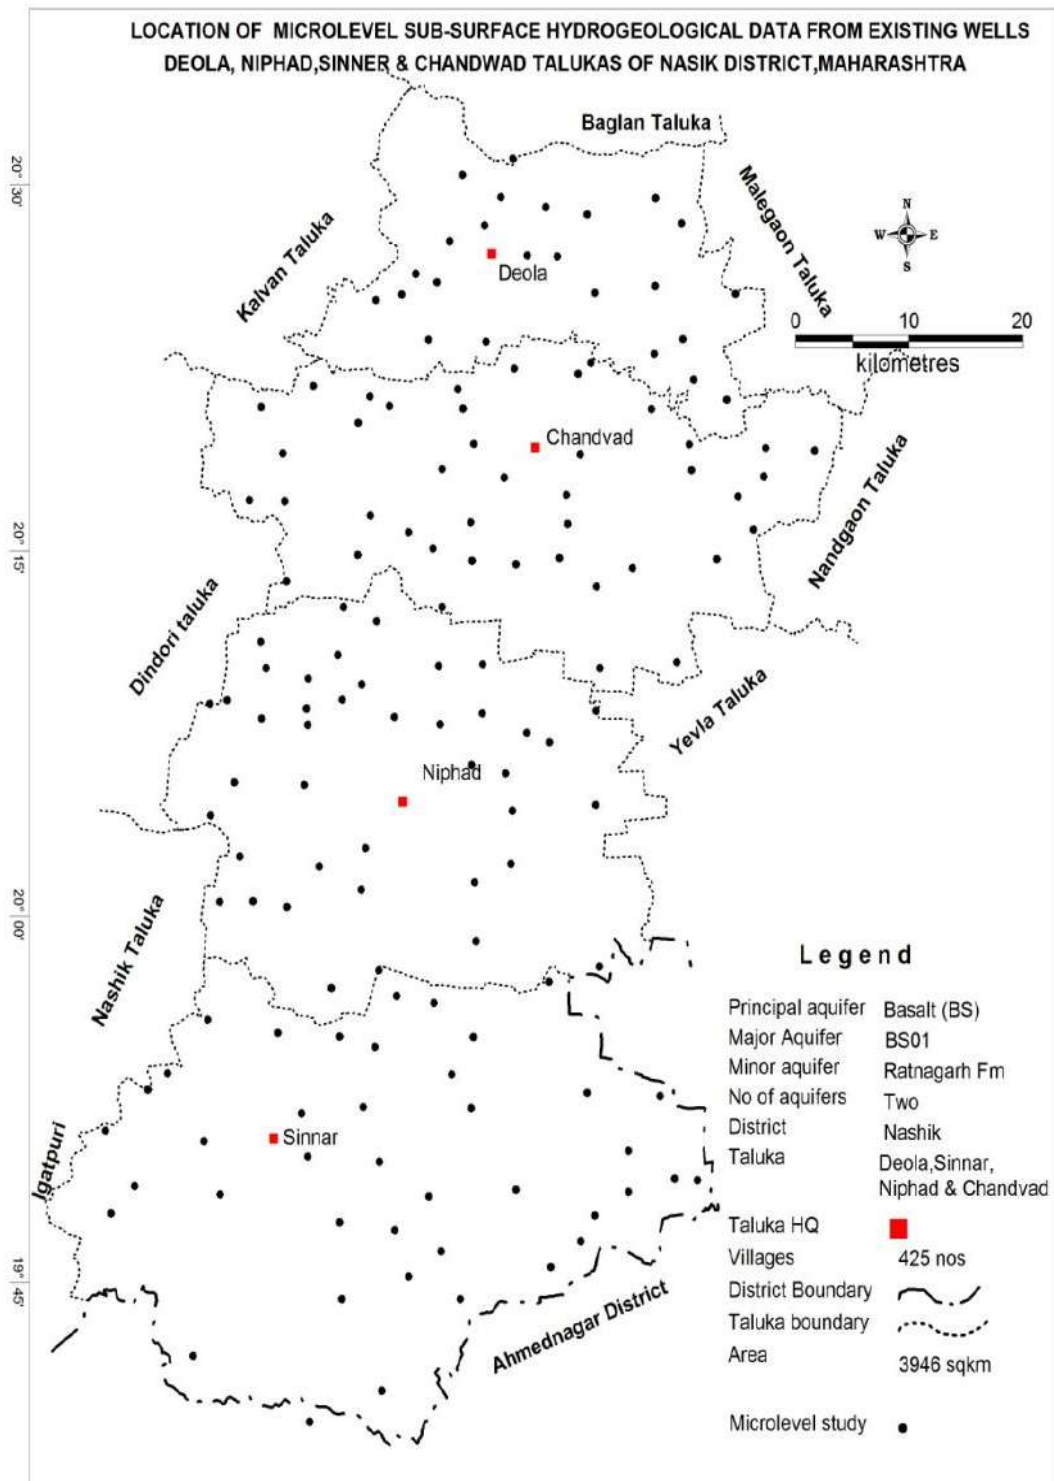 LOCATION OF MICROLEVEL SUB-SURFACE HYDROGEOLOGICAL DATA FROM EXISTING WELLS
DEOLA, NIPHAD,SINNER & CHANDWAD TALUKAS OF NASIK DISTRICT,MAHARASHTRA
Baglan Taluka
20° 30'
Malegaon Taluka
Kalvan Taluka
N
W E
S
Deola
0 10 20
kilometres
Chandvad
Nandgaon Taluka
20° 15'
Dindori taluka
Yevla Taluka
Niphad
20° 00'
Nashik Taluka
Legend
Principal aquifer Basalt (BS)
Major Aquifer BS01
Minor aquifer Ratnagarh Fm
No of aquifers Two
District Nashik
Taluka Deola,Sinnar,
Niphad & Chandvad
Sinnar
Igatpuri
Taluka HQ
Villages 425 nos
District Boundary
Taluka boundary
Area 3946 sqkm
19° 45'
Ahmednagar District
Microlevel study